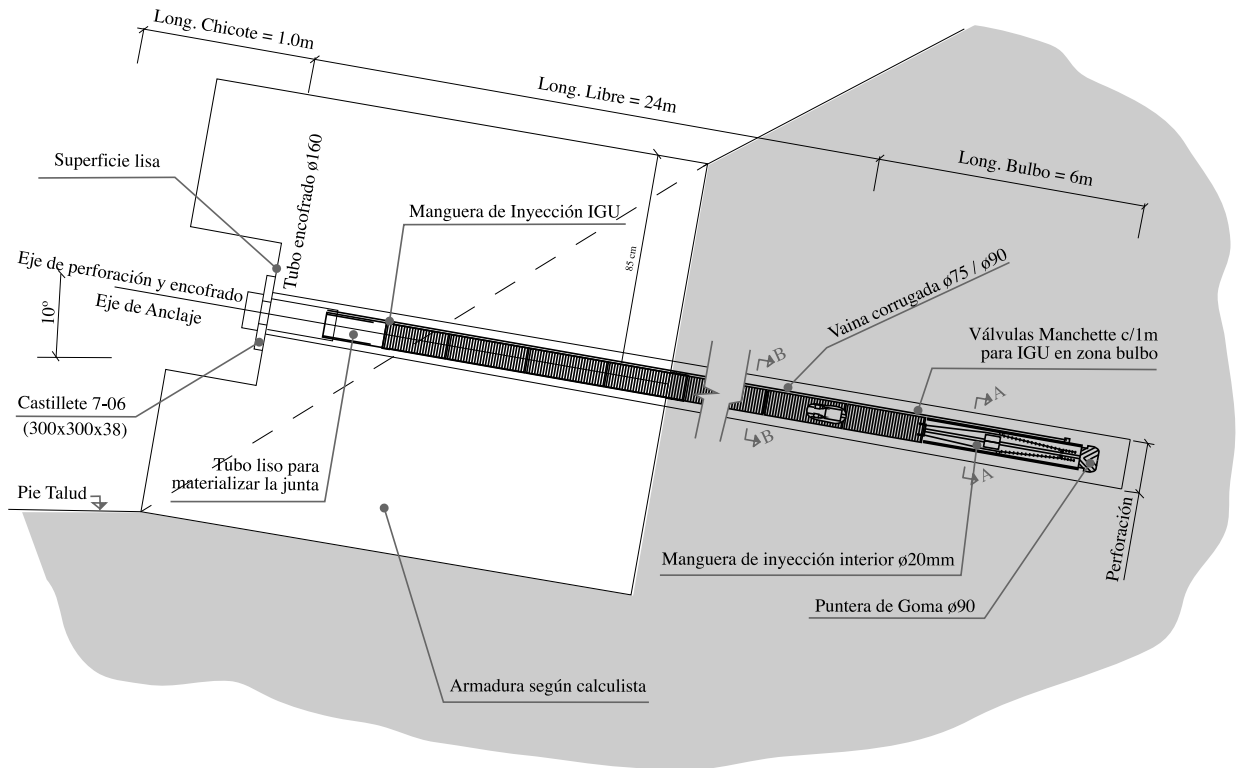 Long. Chicote = 1.0m
Long. Libre = 24m
Long. Bulbo = 6m
Superficie lisa
Tubo encofrado ø160
Manguera de Inyección IGU
85 cm
Eje de perforación y encofrado
Eje de Anclaje
10º
Vaina corrugada ø75 / ø90
Válvulas Manchette c/1m
para IGU en zona bulbo
B
A
Castillete 7-06
(300x300x38)
B
A
Tubo liso para
materializar la junta
Pie Talud
Perforación
Manguera de inyección interior ø20mm
Puntera de Goma ø90
Armadura según calculista